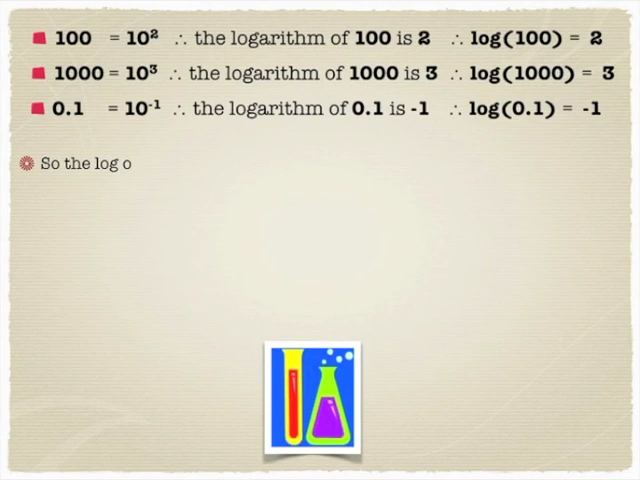 100 = 10² ∴ the logarithm of 100 is 2 ∴ log(100) = 2
1000 = 10³ ∴ the logarithm of 1000 is 3 ∴ log(1000) = 3
0.1 = 10⁻¹ ∴ the logarithm of 0.1 is -1 ∴ log(0.1) = -1
So the log o